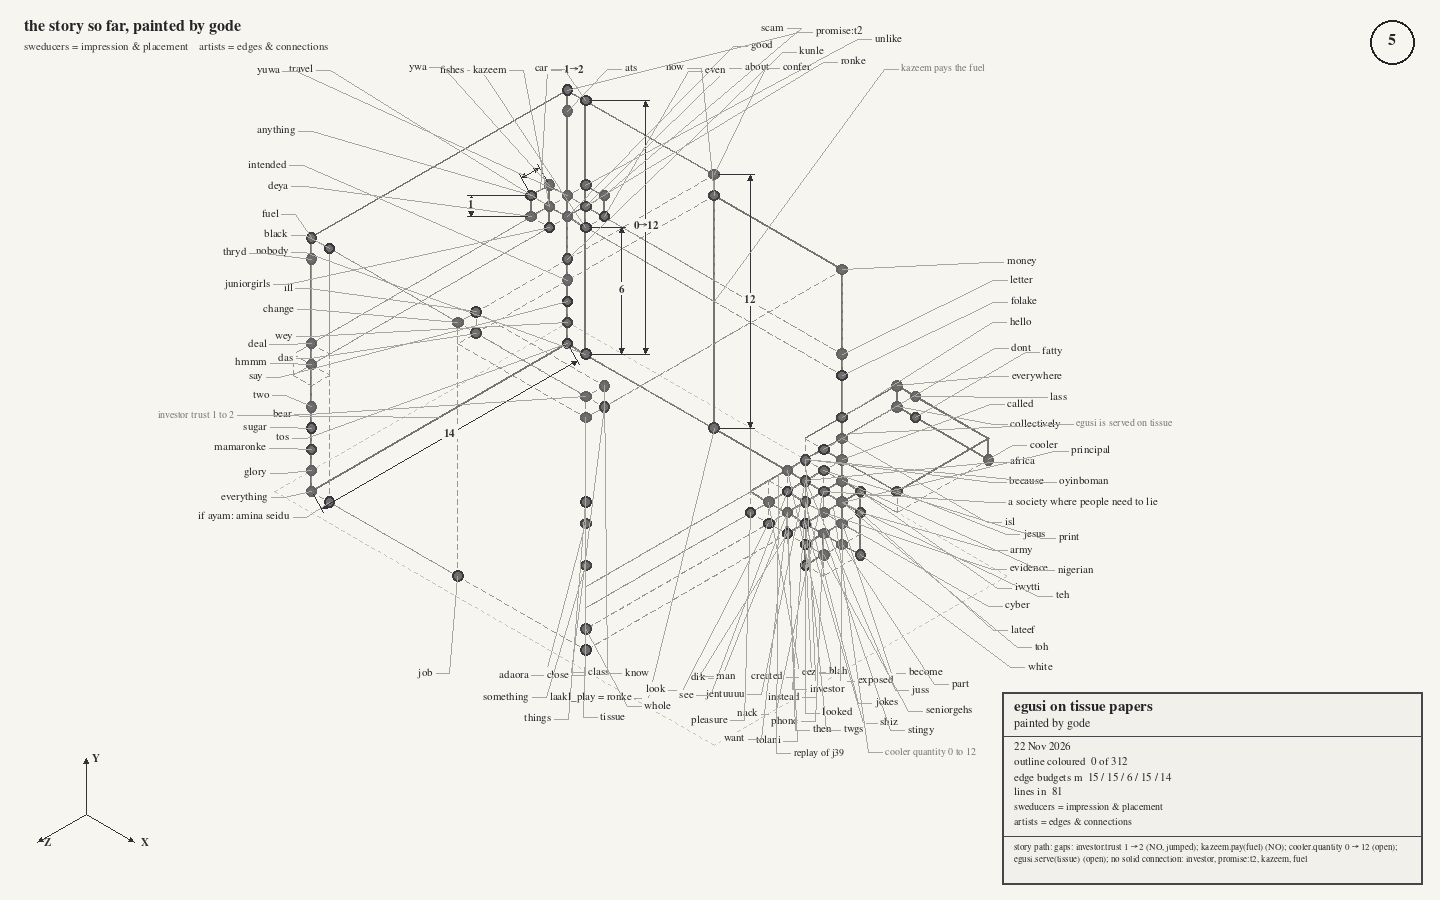 the story so far, painted by gode
sweducers = impression & placement artists = edges & connections
5
scam
promise:t2
unlike
good
kunle
ronke
yuwa
travel
ywa
fishes - kazeem
car
1→2
ats
now
even
about
confer
kazeem pays the fuel
anything
intended
deya
1
fuel
black
thryd
nobody
0→12
juniorgirls
ill
6
12
change
wey
deal
das
hmmm
say
two
investor trust 1 to 2
bear
sugar
tos
mamaronke
14
glory
everything
if ayam: amina seidu
money
letter
folake
hello
dont
fatty
everywhere
lass
called
collectively
egusi is served on tissue
cooler
principal
africa
because
oyinboman
a society where people need to lie
isl
jesus
print
army
evidence
nigerian
iwytti
teh
cyber
lateef
toh
white
job
adaora
close
class
know
something
laakl_play = ronke
whole
things
tissue
look
see
dik
man
jentuuuu
created
cez
blah
investor
instead
exposed
become
part
juss
jokes
seniorgehs
pleasure
nack
phone
looked
shiz
stingy
want
tolani
then
twgs
replay of j39
cooler quantity 0 to 12
Y
Z
X
egusi on tissue papers
painted by gode
22 Nov 2026
outline coloured 0 of 312
edge budgets m 15 / 15 / 6 / 15 / 14
lines in 81
sweducers = impression & placement
artists = edges & connections
story path: gaps: investor.trust 1 → 2 (NO, jumped); kazeem.pay(fuel) (NO); cooler.quantity 0 → 12 (open);
egusi.serve(tissue) (open); no solid connection: investor, promise:t2, kazeem, fuel